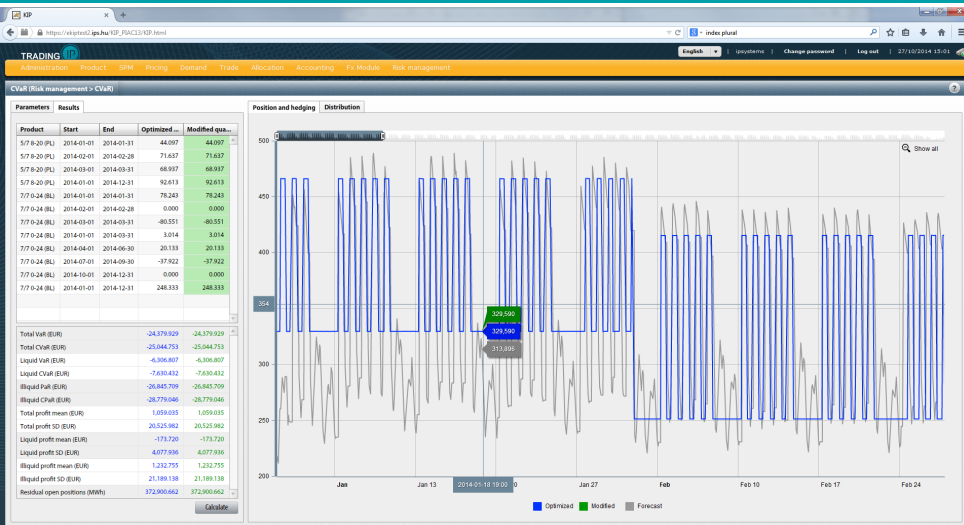 KIP × +
https://ekiptest2.ips.hu/KIP_PIAC13/KIP.html
index plural
TRADING IP
English ▼ | ipsystems | Change password | Log out | 27/10/2014 15:01
Administration Product SPM Pricing Demand Trade Allocation Accounting Fx Module Risk management
CVaR (Risk management > CVaR) ?
Parameters Results
Position and hedging Distribution
Product Start End Optimized ... Modified qua...
5/7 8-20 (PL) 2014-01-01 2014-01-31 44.097 44.097
5/7 8-20 (PL) 2014-02-01 2014-02-28 71.637 71.637
5/7 8-20 (PL) 2014-03-01 2014-03-31 68.937 68.937
5/7 8-20 (PL) 2014-01-01 2014-12-31 92.613 92.613
7/7 0-24 (BL) 2014-01-01 2014-01-31 78.243 78.243
7/7 0-24 (BL) 2014-02-01 2014-02-28 0.000 0.000
7/7 0-24 (BL) 2014-03-01 2014-03-31 -80.551 -80.551
7/7 0-24 (BL) 2014-01-01 2014-03-31 3.014 3.014
7/7 0-24 (BL) 2014-04-01 2014-06-30 20.133 20.133
7/7 0-24 (BL) 2014-07-01 2014-09-30 -37.922 -37.922
7/7 0-24 (BL) 2014-10-01 2014-12-31 0.000 0.000
7/7 0-24 (BL) 2014-01-01 2014-12-31 248.333 248.333
Total VaR (EUR) -24,379.929 -24,379.929
Total CVaR (EUR) -25,044.753 -25,044.753
Liquid VaR (EUR) -6,306.807 -6,306.807
Liquid CVaR (EUR) -7,630.432 -7,630.432
Illiquid PaR (EUR) -26,845.709 -26,845.709
Illiquid CPaR (EUR) -28,779.046 -28,779.046
Total profit mean (EUR) 1,059.035 1,059.035
Total profit SD (EUR) 20,525.982 20,525.982
Liquid profit mean (EUR) -173.720 -173.720
Liquid profit SD (EUR) 4,077.936 4,077.936
Illiquid profit mean (EUR) 1,232.755 1,232.755
Illiquid profit SD (EUR) 21,189.138 21,189.138
Residual open positions (MWh) 372,900.662 372,900.662
Calculate
Show all
500
450
400
354
350
300
250
200
329,590
329,590
313,896
Jan Jan 13 2014-01-18 19:00 0 Jan 27 Feb Feb 10 Feb 17 Feb 24
Optimized Modified Forecast